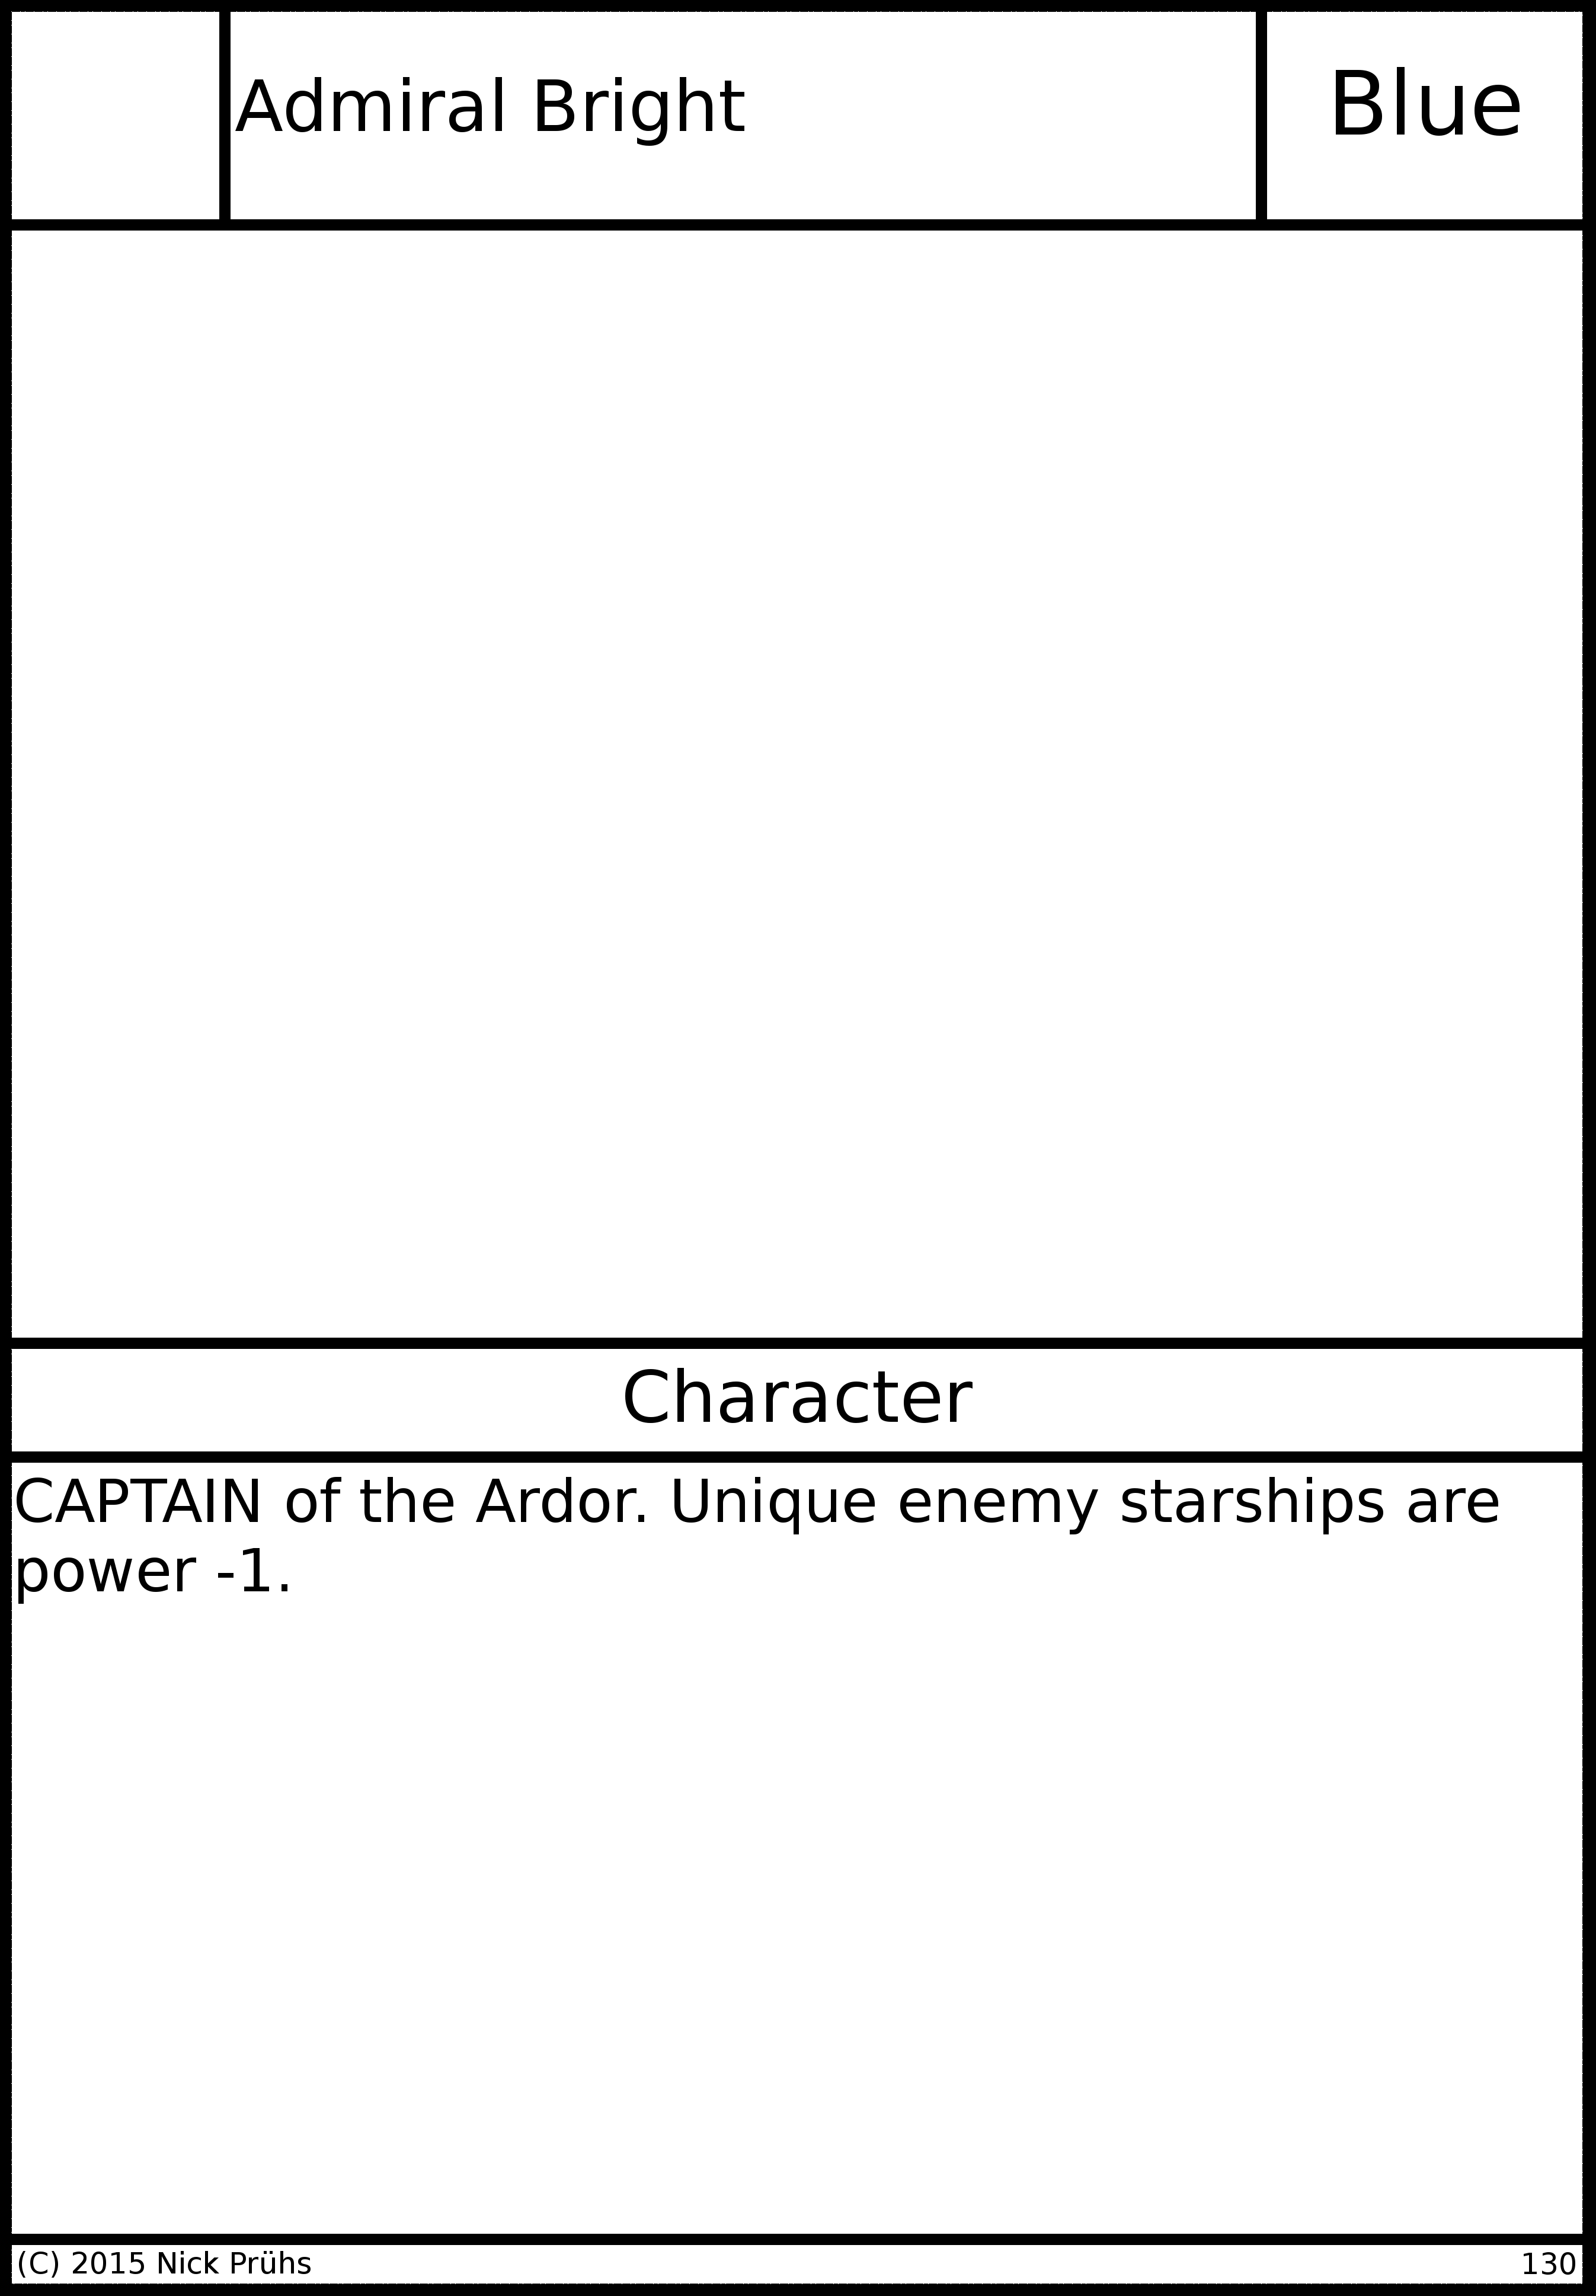 Admiral Bright
Blue
Character
CAPTAIN of the Ardor. Unique enemy starships are
power -1.
(C) 2015 Nick Prühs
130